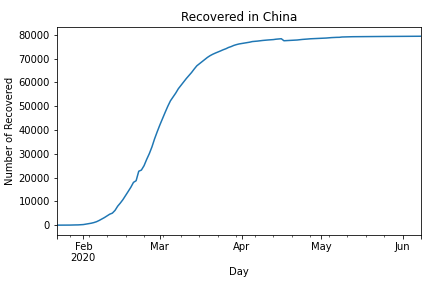 Recovered in China
80000
70000
60000
50000
40000
30000
20000
10000
0
Number of Recovered
Feb
2020
Mar
Apr
May
Jun
Day